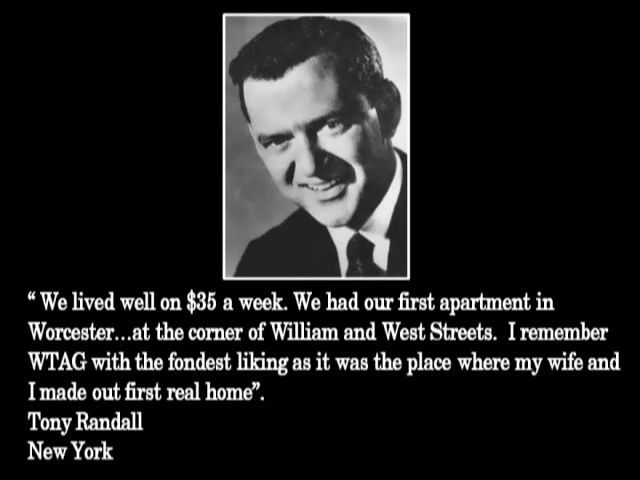 “ We lived well on $35 a week. We had our first apartment in
Worcester...at the corner of William and West Streets. I remember
WTAG with the fondest liking as it was the place where my wife and
I made out first real home”.
Tony Randall
New York